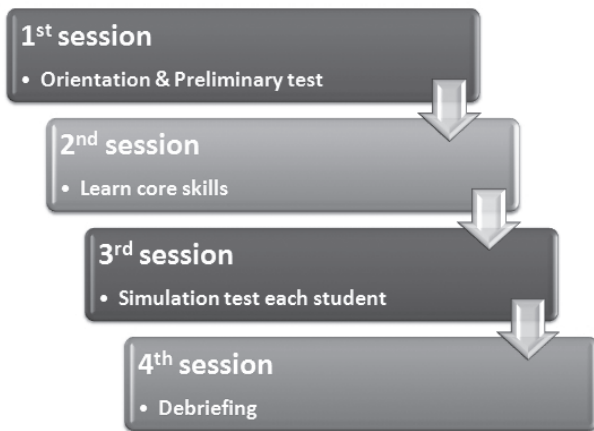 1st session
• Orientation & Preliminary test
2nd session
• Learn core skills
3rd session
• Simulation test each student
4th session
• Debriefing